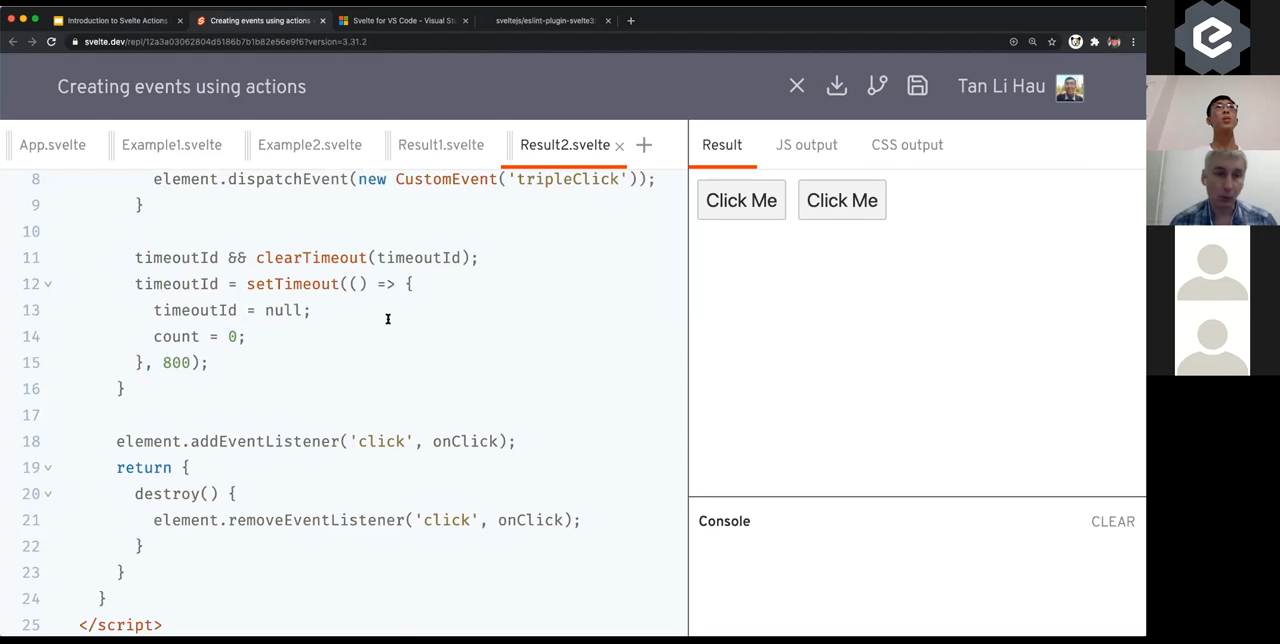 Introduction to Svelte Actions
Creating events using actions
Svelte for VS Code - Visual Stu
sveltejs/eslint-plugin-svelte3:
svelte.dev/repl/12a3a03062804d5186b7b1b82e56e9f6?version=3.31.2
Creating events using actions
Tan Li Hau
App.svelte
Example1.svelte
Example2.svelte
Result1.svelte
Result2.svelte
Result
JS output
CSS output
8 element.dispatchEvent(new CustomEvent('tripleClick'));
9 }
10
11 timeoutId && clearTimeout(timeoutId);
12 timeoutId = setTimeout(() => {
13 timeoutId = null;
14 count = 0;
15 }, 800);
16 }
17
18 element.addEventListener('click', onClick);
19 return {
20 destroy() {
21 element.removeEventListener('click', onClick);
22 }
23 }
24 }
25 </script>
Click Me
Click Me
Console
CLEAR